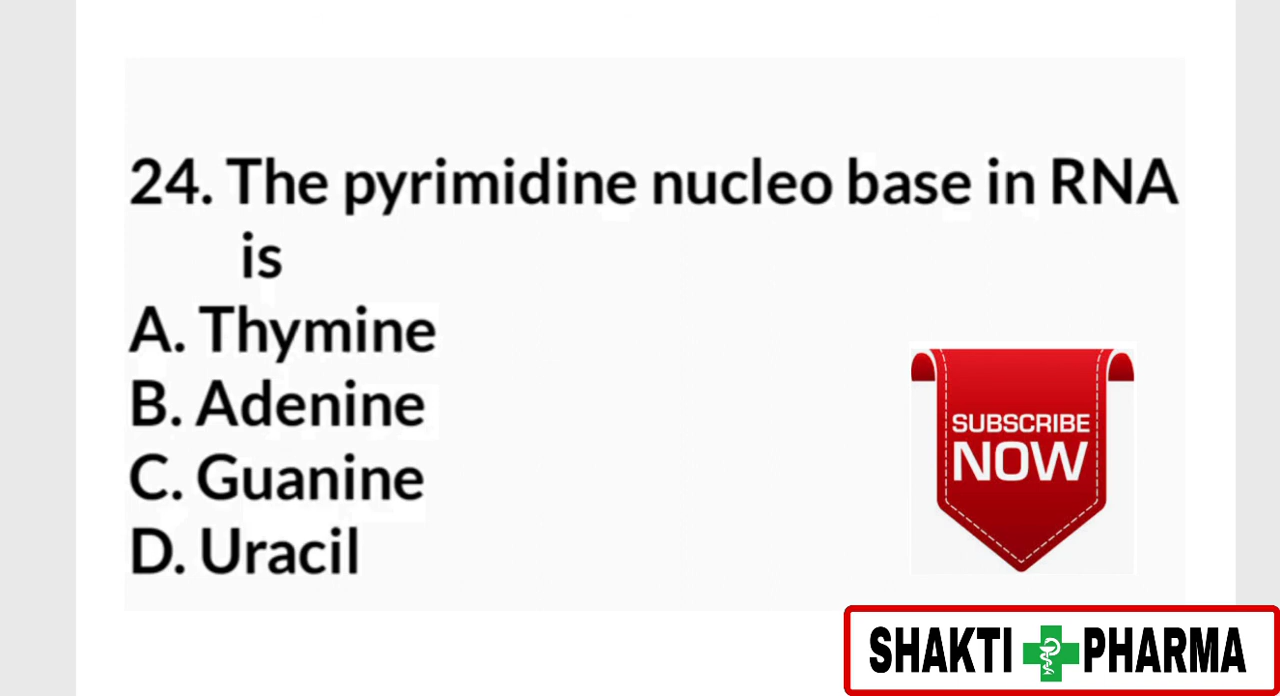 24. The pyrimidine nucleo base in RNA
is
A. Thymine
B. Adenine
C. Guanine
D. Uracil
SUBSCRIBE
NOW
SHAKTI PHARMA